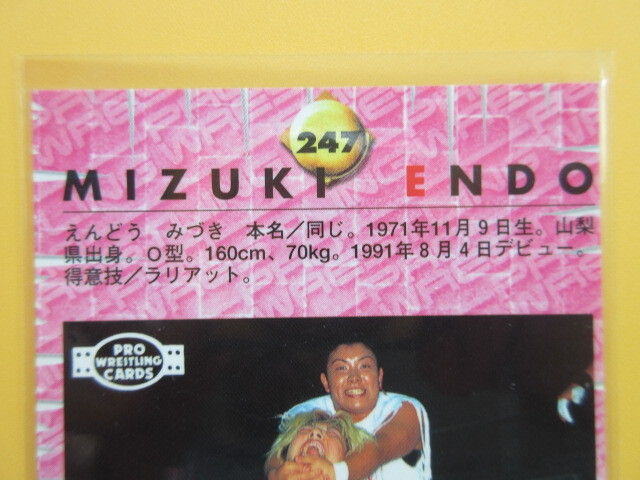 247
MIZUKI ENDO
えんどう　みづき　本名／同じ。1971年11月9日生。山梨
県出身。O型。160cm、70kg。1991年8月4日デビュー。
得意技／ラリアット。
PRO
WRESTLING
CARDS